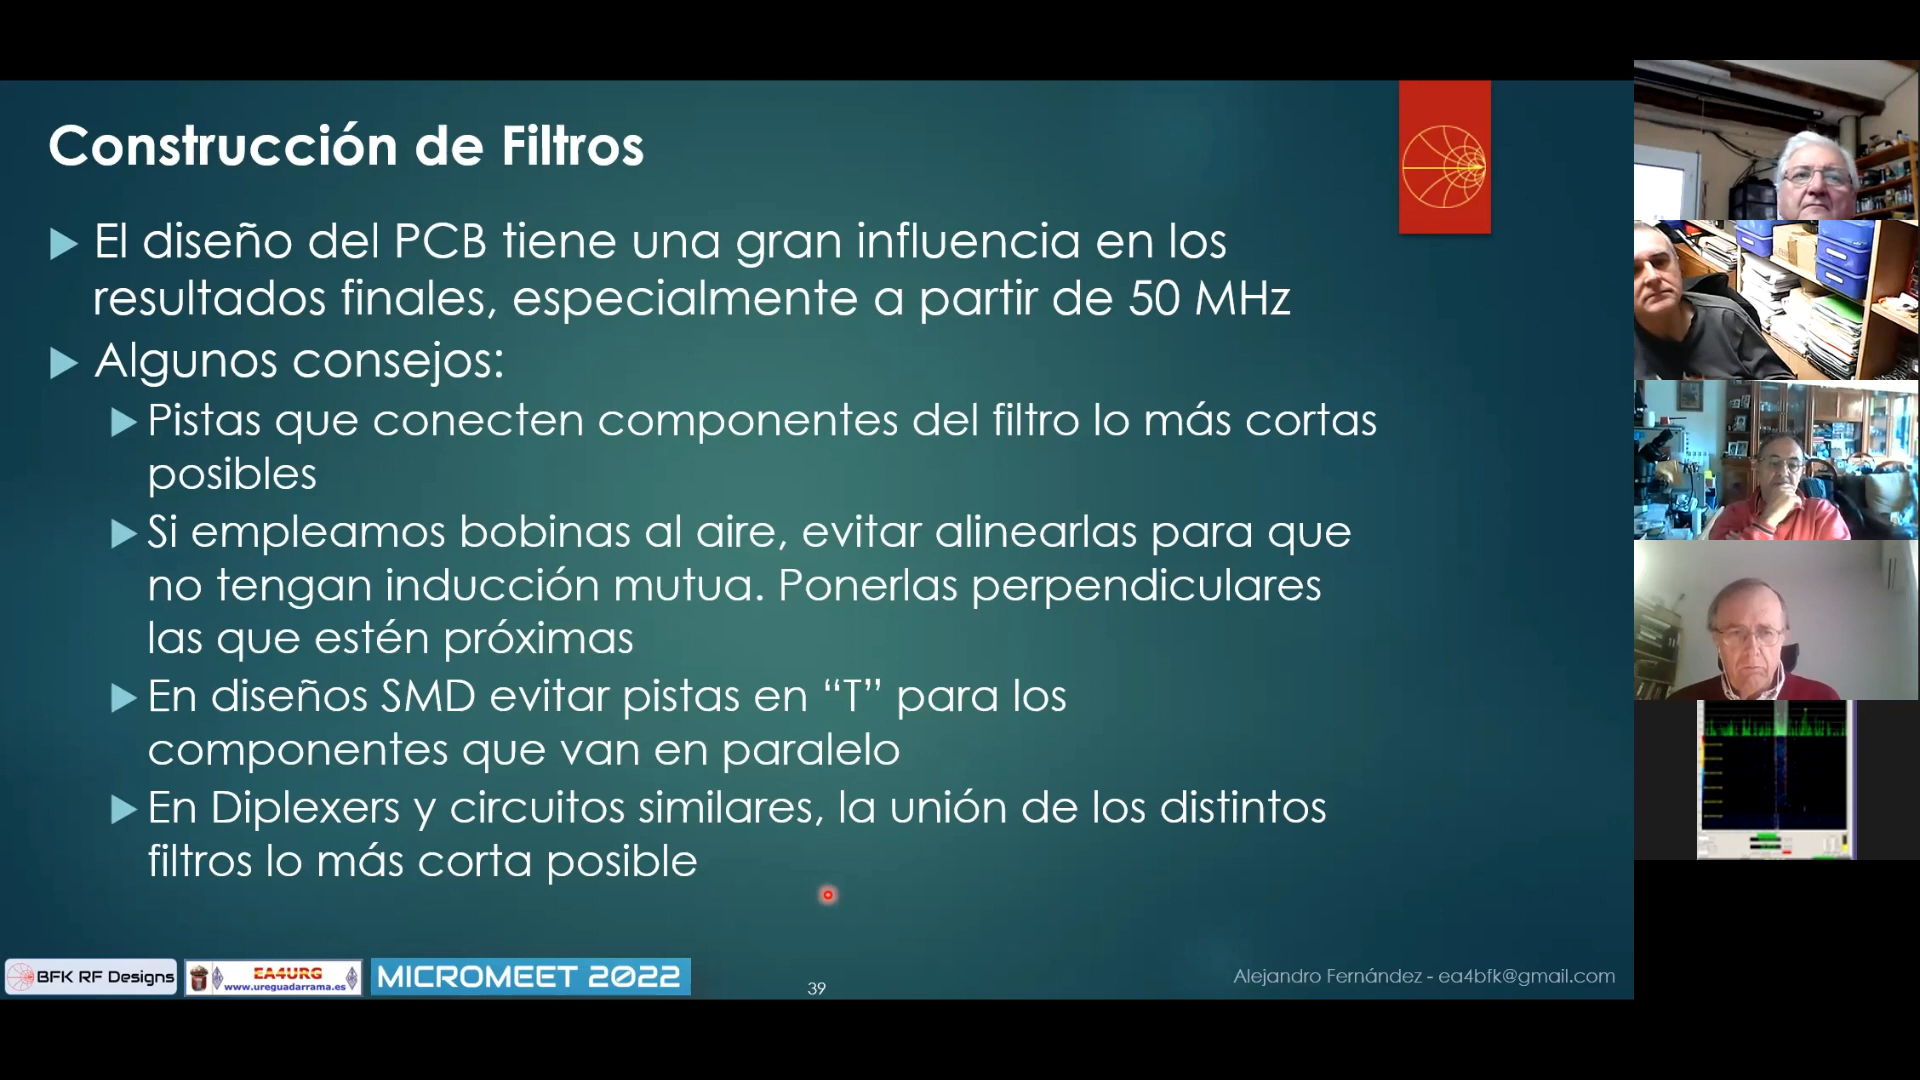 Construcción de Filtros
El diseño del PCB tiene una gran influencia en los
resultados finales, especialmente a partir de 50 MHz
Algunos consejos:
Pistas que conecten componentes del filtro lo más cortas
posibles
Si empleamos bobinas al aire, evitar alinearlas para que
no tengan inducción mutua. Ponerlas perpendiculares
las que estén próximas
En diseños SMD evitar pistas en “T” para los
componentes que van en paralelo
En Diplexers y circuitos similares, la unión de los distintos
filtros lo más corta posible
BFK RF Designs
EA4URG
www.ureguadarrama.es
MICROMEET 2022
39
Alejandro Fernández - ea4bfk@gmail.com